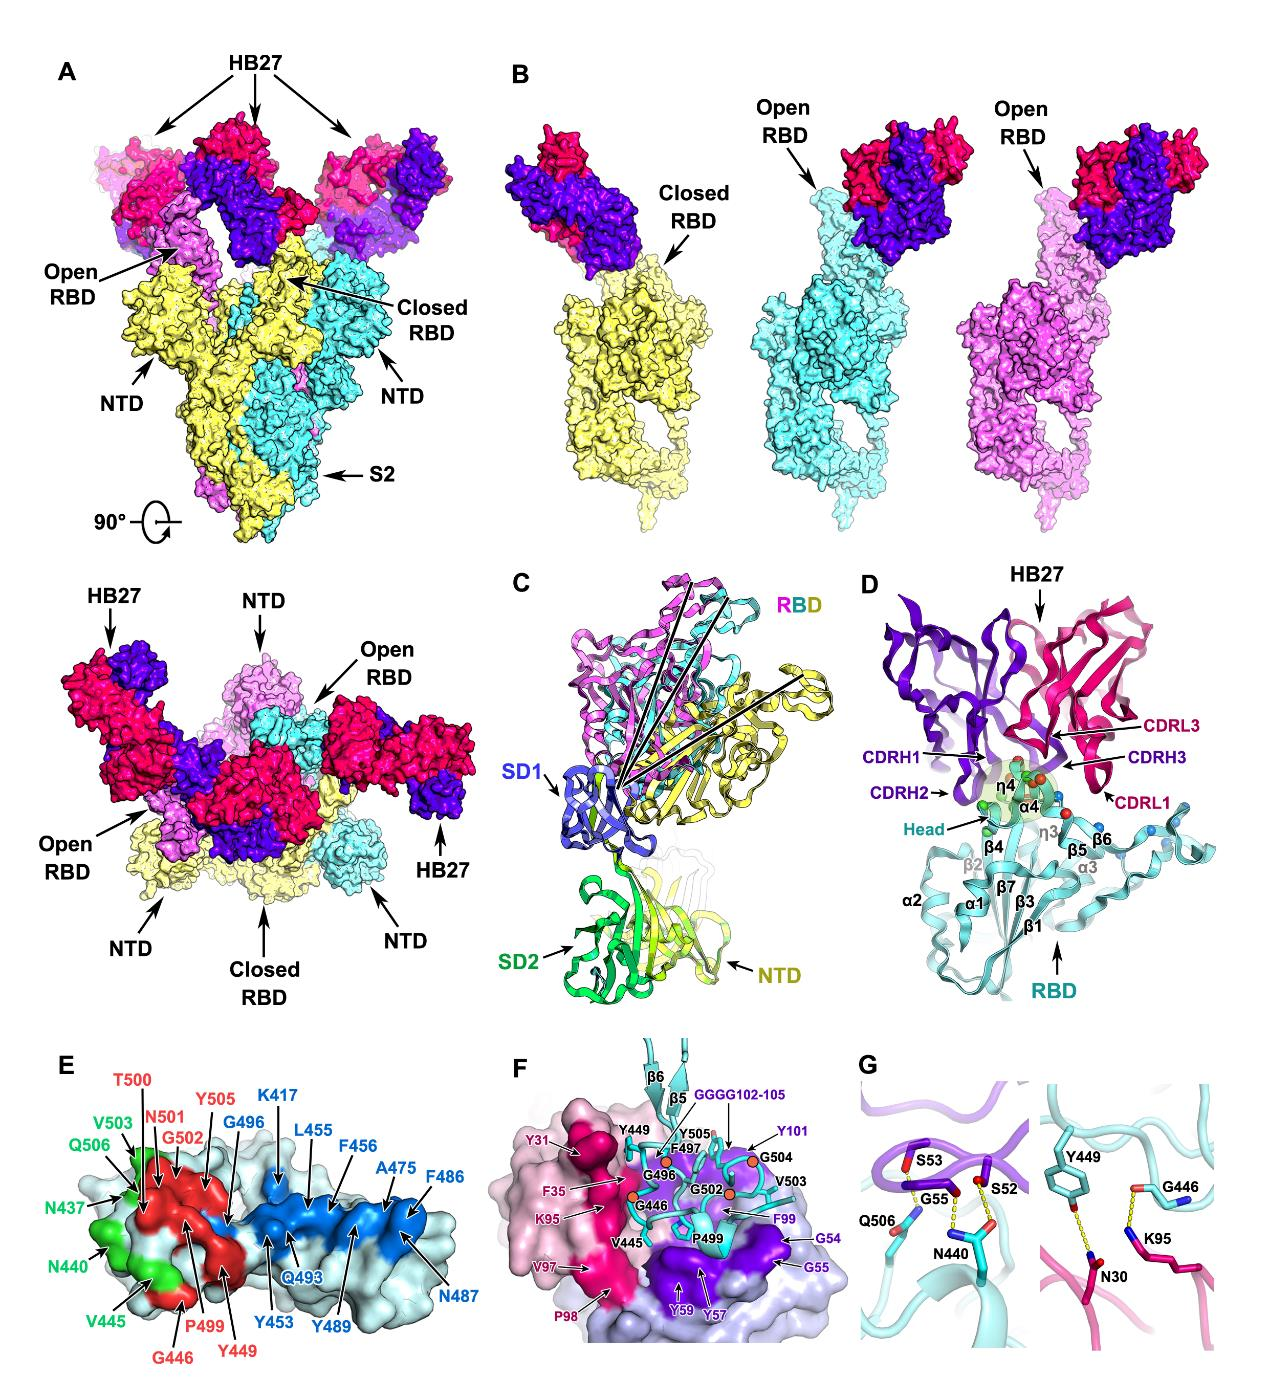 A
HB27
Open
RBD
Closed
RBD
NTD
NTD
S2
90°
HB27
NTD
Open
RBD
Open
RBD
HB27
NTD
NTD
Closed
RBD
B
Closed
RBD
Open
RBD
Open
RBD
C
RBD
SD1
SD2
NTD
D
HB27
CDRL3
CDRH1
CDRH3
CDRH2
CDRL1
η4
α4
Head
η3
β4
β5
β6
β2
α3
β7
α2
α1
β3
β1
RBD
E
T500
Y505
K417
V503
N501
G496
Q506
G502
L455
F456
A475
F486
N437
N440
Q493
N487
V445
P499
Y453
Y489
G446
Y449
F
β6
β5
GGGG102-105
Y449
Y505
Y101
Y31
F497
G504
G496
F35
G502
V503
G446
K95
F99
V445
P499
G54
V97
G55
P98
Y59
Y57
G
S53
Y449
S52
G55
G446
Q506
N440
K95
N30